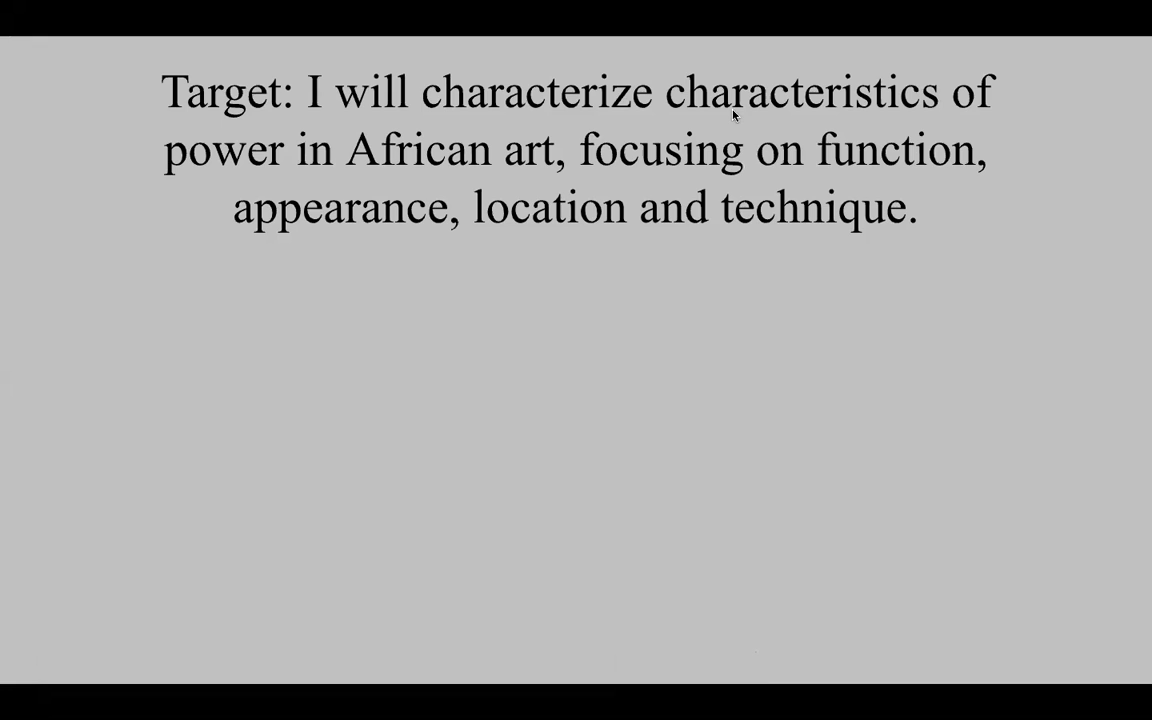 Target: I will characterize characteristics of
power in African art, focusing on function,
appearance, location and technique.